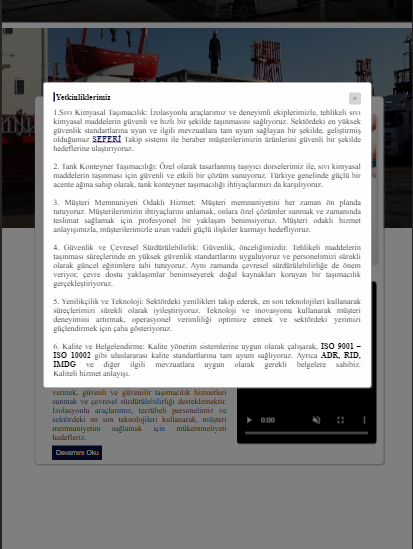 Yetkinliklerimiz
×
1.Sıvı Kimyasal Taşımacılık: İzolasyonlu araçlarımız ve deneyimli ekiplerimizle, tehlikeli sıvı
kimyasal maddelerin güvenli ve hızlı bir şekilde taşınmasını sağlıyoruz. Sektördeki en yüksek
güvenlik standartlarına uyan ve ilgili mevzuatlara tam uyum sağlayan bir şekilde, geliştirmiş
olduğumuz SEFERİ Takip sistemi ile beraber müşterilerimizin ürünlerini güvenli bir şekilde
hedeflerine ulaştırıyoruz.
2. Tank Konteyner Taşımacılığı: Özel olarak tasarlanmış taşıyıcı dorselerimiz ile, sıvı kimyasal
maddelerin taşınması için güvenli ve etkili bir çözüm sunuyoruz. Türkiye genelinde güçlü bir
acente ağına sahip olarak, tank konteyner taşımacılığı ihtiyaçlarınızı da karşılıyoruz.
3. Müşteri Memnuniyeti Odaklı Hizmet: Müşteri memnuniyetini her zaman ön planda
tutuyoruz. Müşterilerimizin ihtiyaçlarını anlamak, onlara özel çözümler sunmak ve zamanında
teslimat sağlamak için profesyonel bir yaklaşım benimsiyoruz. Müşteri odaklı hizmet
anlayışımızla, müşterilerimizle uzun vadeli güçlü ilişkiler kurmayı hedefliyoruz.
4. Güvenlik ve Çevresel Sürdürülebilirlik: Güvenlik, önceliğimizdir. Tehlikeli maddelerin
taşınması süreçlerinde en yüksek güvenlik standartlarını uyguluyoruz ve personelimizi sürekli
olarak güncel eğitimlere tabi tutuyoruz. Aynı zamanda çevresel sürdürülebilirliğe de önem
veriyor, çevre dostu yaklaşımlar benimseyerek doğal kaynakları koruyan bir taşımacılık
gerçekleştiriyoruz.
5. Yenilikçilik ve Teknoloji: Sektördeki yenilikleri takip ederek, en son teknolojileri kullanarak
süreçlerimizi sürekli olarak iyileştiriyoruz. Teknoloji ve inovasyonu kullanarak müşteri
deneyimini artırmak, operasyonel verimliliği optimize etmek ve sektördeki yerimizi
güçlendirmek için çaba gösteriyoruz.
6. Kalite ve Belgelendirme: Kalite yönetim sistemlerine uygun olarak çalışarak, ISO 9001 –
ISO 10002 gibi uluslararası kalite standartlarına tam uyum sağlıyoruz. Ayrıca ADR, RID,
IMDG ve diğer ilgili mevzuatlara uygun olarak gerekli belgelere sahibiz.
Kaliteli hizmet anlayışı.
vermek, güvenli ve güvenilir taşımacılık hizmetleri
sunmak ve çevresel sürdürülebilirliği desteklemektir.
İzolasyonlu araçlarımız, tecrübeli personelimiz ve
sektördeki en son teknolojileri kullanarak, müşteri
memnuniyetini sağlamak için mükemmeliyeti
hedefleriz.
Devamını Oku
0:00